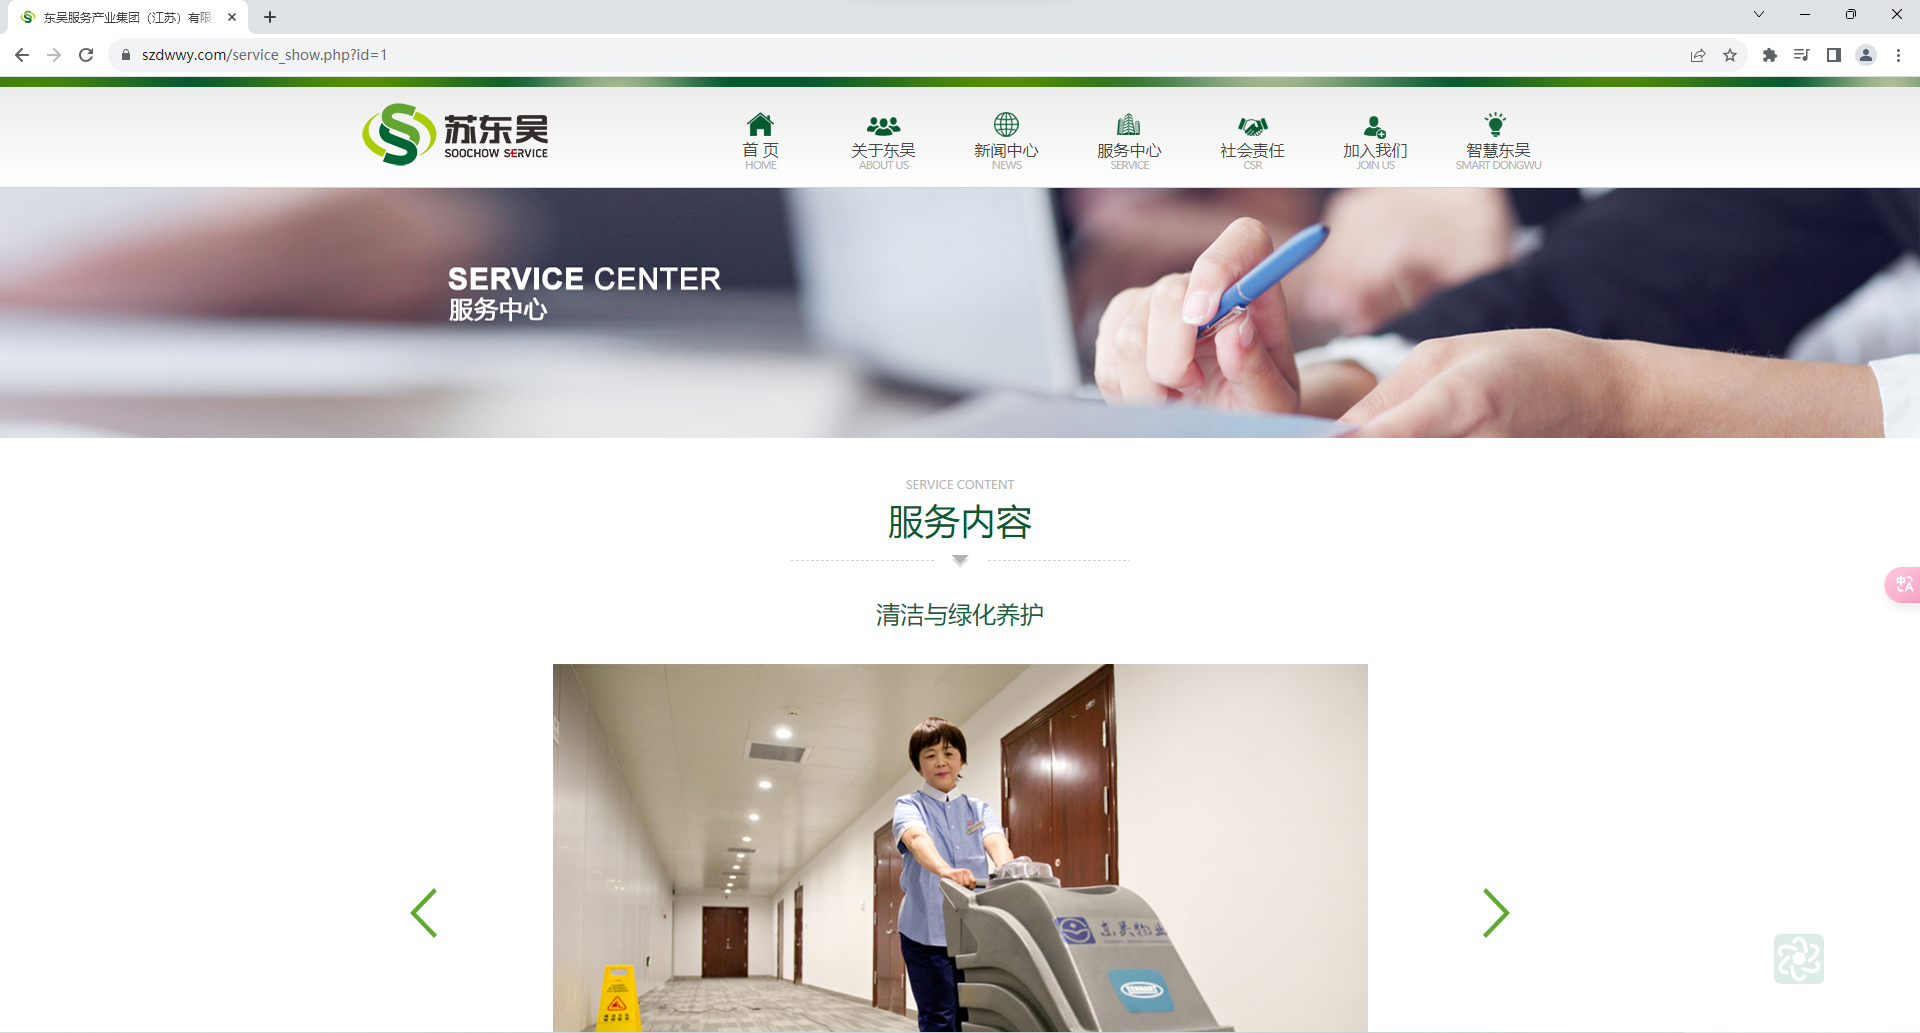 东吴服务产业集团（江苏）有限
szdwwy.com/service_show.php?id=1
苏东吴
SOOCHOW SERVICE
首 页
HOME
关于东吴
ABOUT US
新闻中心
NEWS
服务中心
SERVICE
社会责任
CSR
加入我们
JOIN US
智慧东吴
SMART DONGWU
SERVICE CENTER
服务中心
SERVICE CONTENT
服务内容
清洁与绿化养护
东吴物业
TENNANT